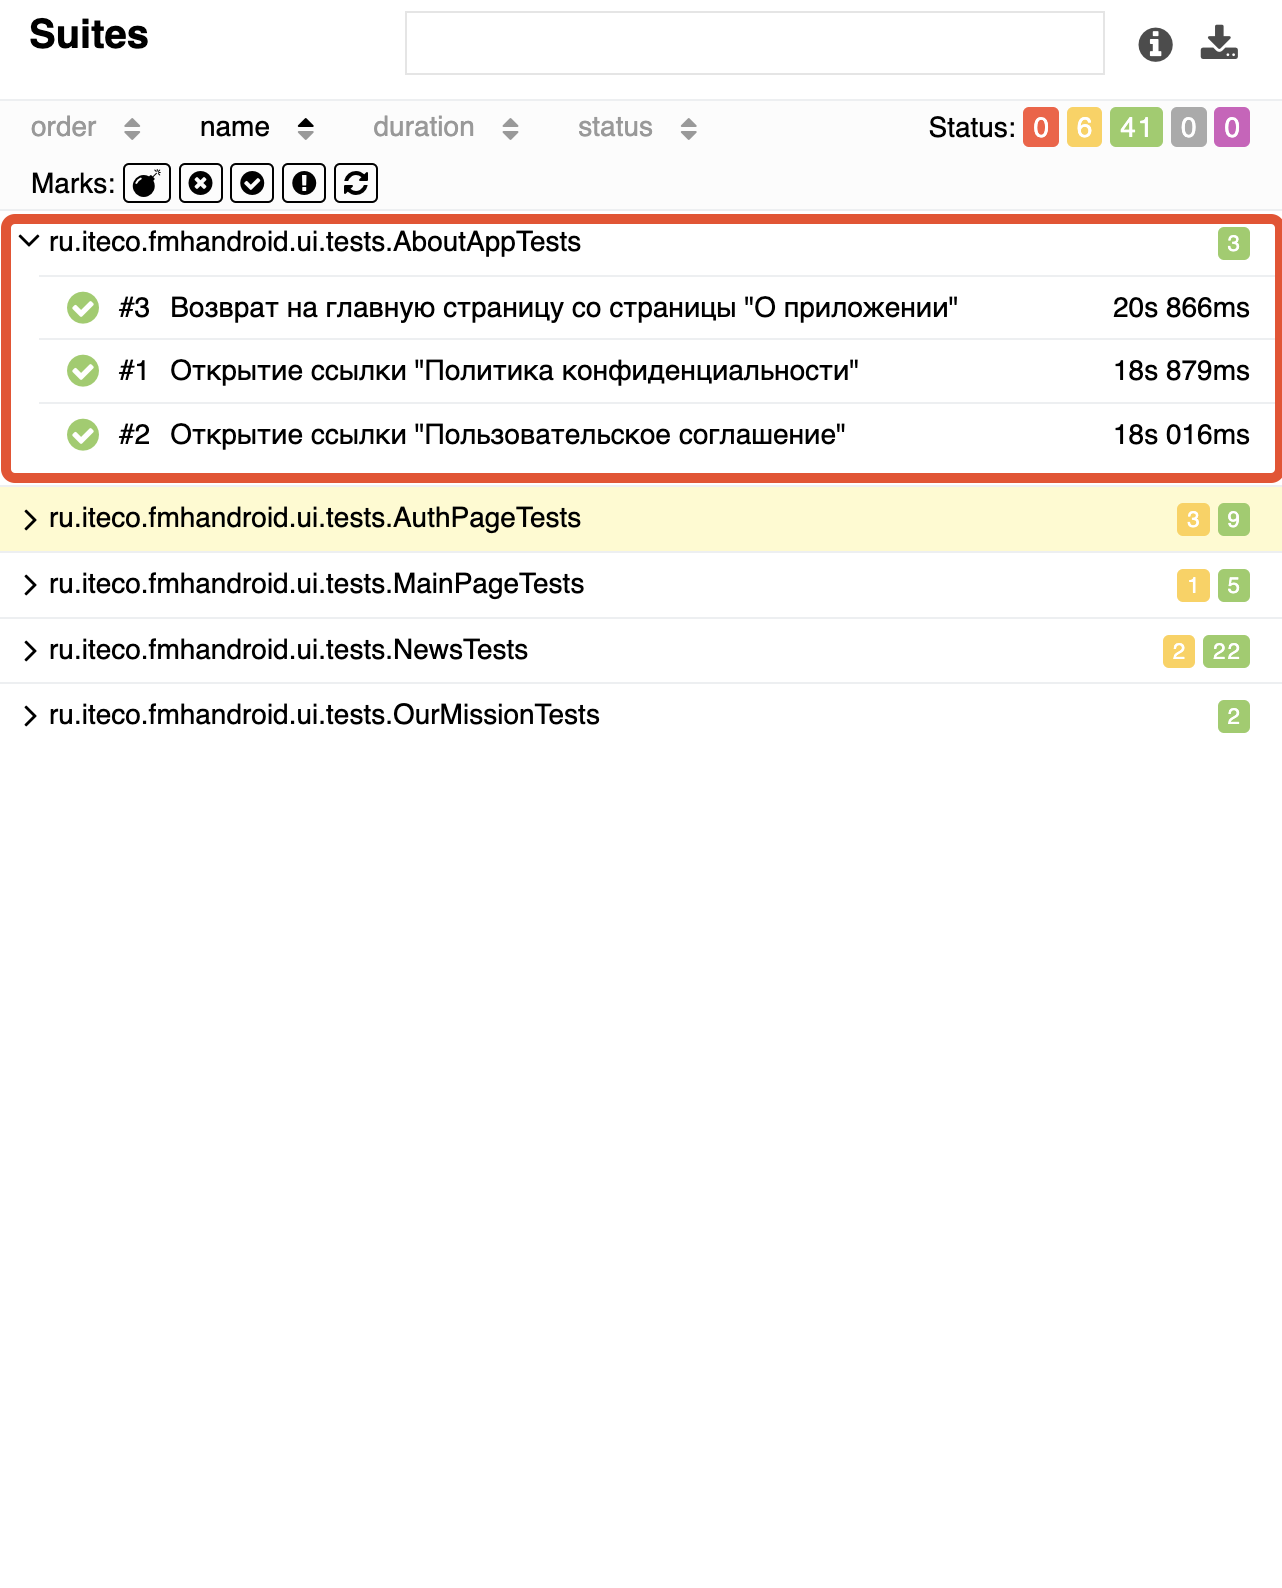 Suites
order name duration status Status: 0 6 41 0 0
Marks:
ru.iteco.fmhandroid.ui.tests.AboutAppTests 3
#3 Возврат на главную страницу со страницы "О приложении" 20s 866ms
#1 Открытие ссылки "Политика конфиденциальности" 18s 879ms
#2 Открытие ссылки "Пользовательское соглашение" 18s 016ms
ru.iteco.fmhandroid.ui.tests.AuthPageTests 3 9
ru.iteco.fmhandroid.ui.tests.MainPageTests 1 5
ru.iteco.fmhandroid.ui.tests.NewsTests 2 22
ru.iteco.fmhandroid.ui.tests.OurMissionTests 2